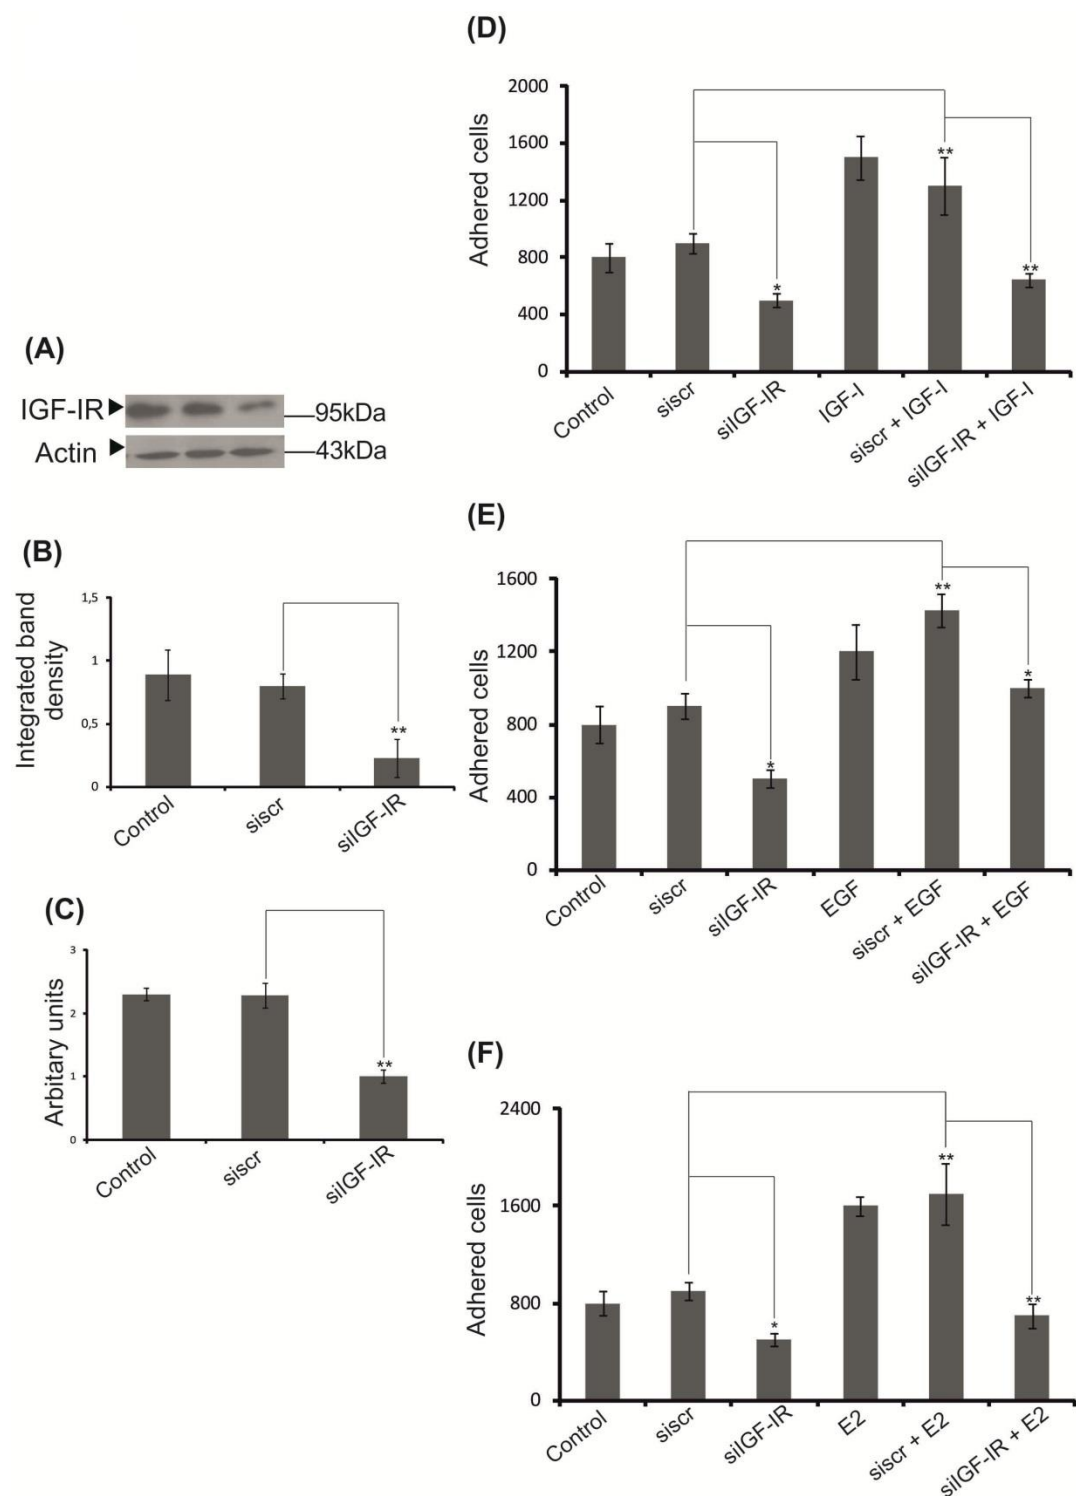 (A)
IGF-IR
95kDa
Actin
43kDa
(B)
Integrated band
density
1,5
1
0,5
0
**
Control
siscr
siIGF-IR
(C)
Arbitary units
3
2
1
0
**
Control
siscr
siIGF-IR
(D)
Adhered cells
2000
1600
1200
800
400
0
*
**
**
Control
siscr
siIGF-IR
IGF-I
siscr + IGF-I
siIGF-IR + IGF-I
(E)
Adhered cells
1600
1200
800
400
0
*
**
*
Control
siscr
siIGF-IR
EGF
siscr + EGF
siIGF-IR + EGF
(F)
Adhered cells
2400
1600
800
0
*
**
**
Control
siscr
siIGF-IR
E2
siscr + E2
siIGF-IR + E2